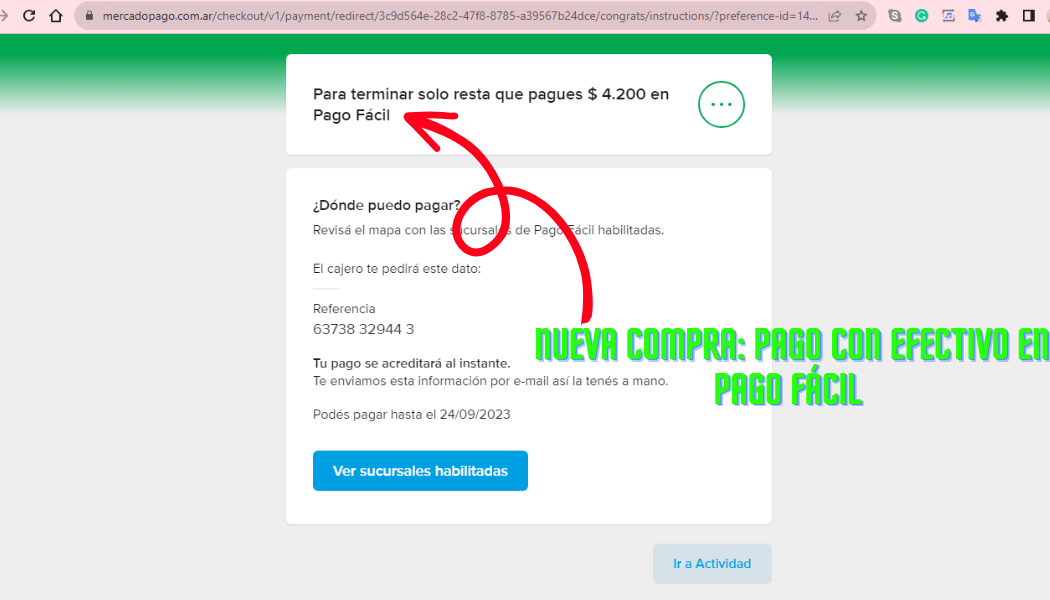 mercadopago.com.ar/checkout/v1/payment/redirect/3c9d564e-28c2-47f8-8785-a39567b24dce/congrats/instructions/?preference-id=14...
Para terminar solo resta que pagues $ 4.200 en
Pago Fácil
¿Dónde puedo pagar?
Revisá el mapa con las sucursales de Pago Fácil habilitadas.
El cajero te pedirá este dato:
Referencia
63738 32944 3
NUEVA COMPRA: PAGO CON EFECTIVO EN
PAGO FÁCIL
Tu pago se acreditará al instante.
Te enviamos esta información por e-mail así la tenés a mano.
Podés pagar hasta el 24/09/2023
Ver sucursales habilitadas
Ir a Actividad